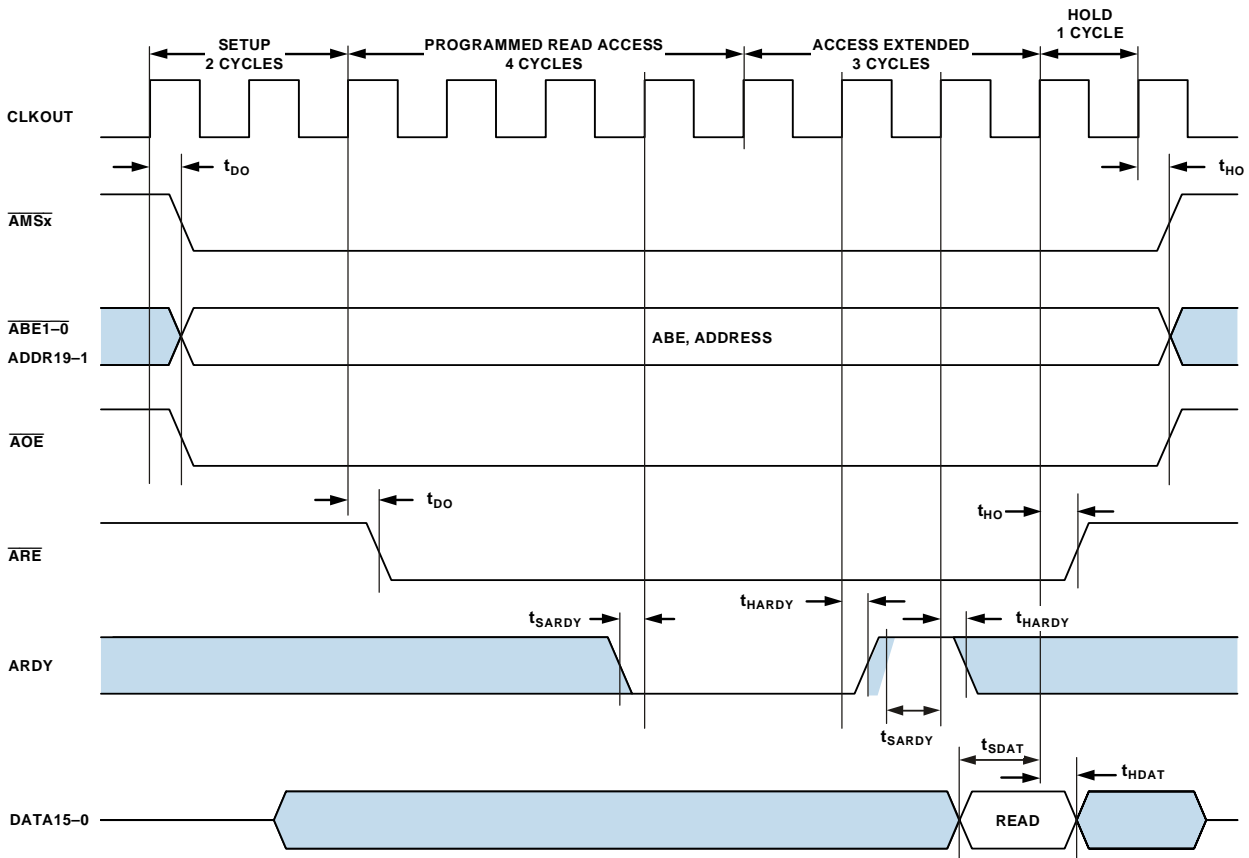 SETUP
2 CYCLES
PROGRAMMED READ ACCESS
4 CYCLES
ACCESS EXTENDED
3 CYCLES
HOLD
1 CYCLE
CLKOUT
tDO
tHO
AMSx
ABE1–0
ADDR19–1
ABE, ADDRESS
AOE
tDO
tHO
ARE
tSARDY
tHARDY
tHARDY
ARDY
tSARDY
tSDAT
tHDAT
DATA15–0
READ